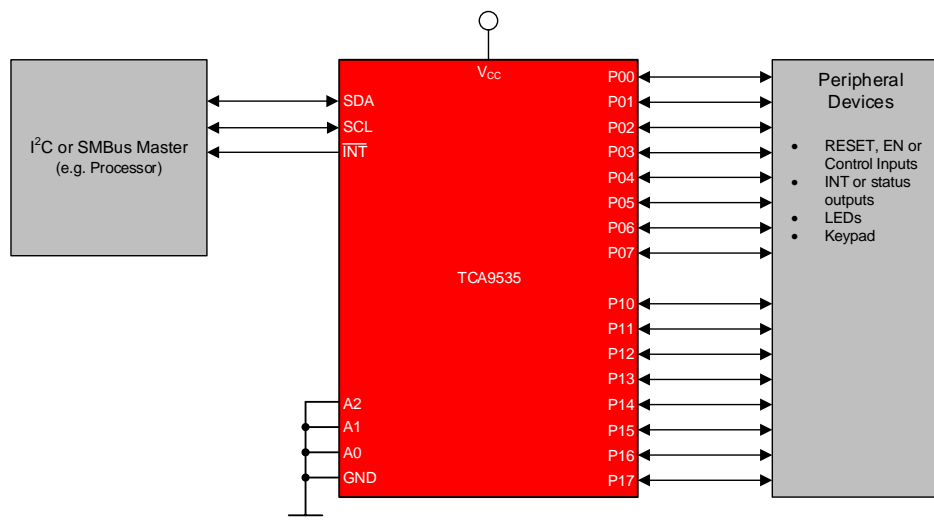 V_CC
I²C or SMBus Master
(e.g. Processor)
SDA
SCL
I̅N̅T̅
TCA9535
A2
A1
A0
GND
P00
P01
P02
P03
P04
P05
P06
P07
P10
P11
P12
P13
P14
P15
P16
P17
Peripheral
Devices
• RESET, EN or
Control Inputs
• INT or status
outputs
• LEDs
• Keypad